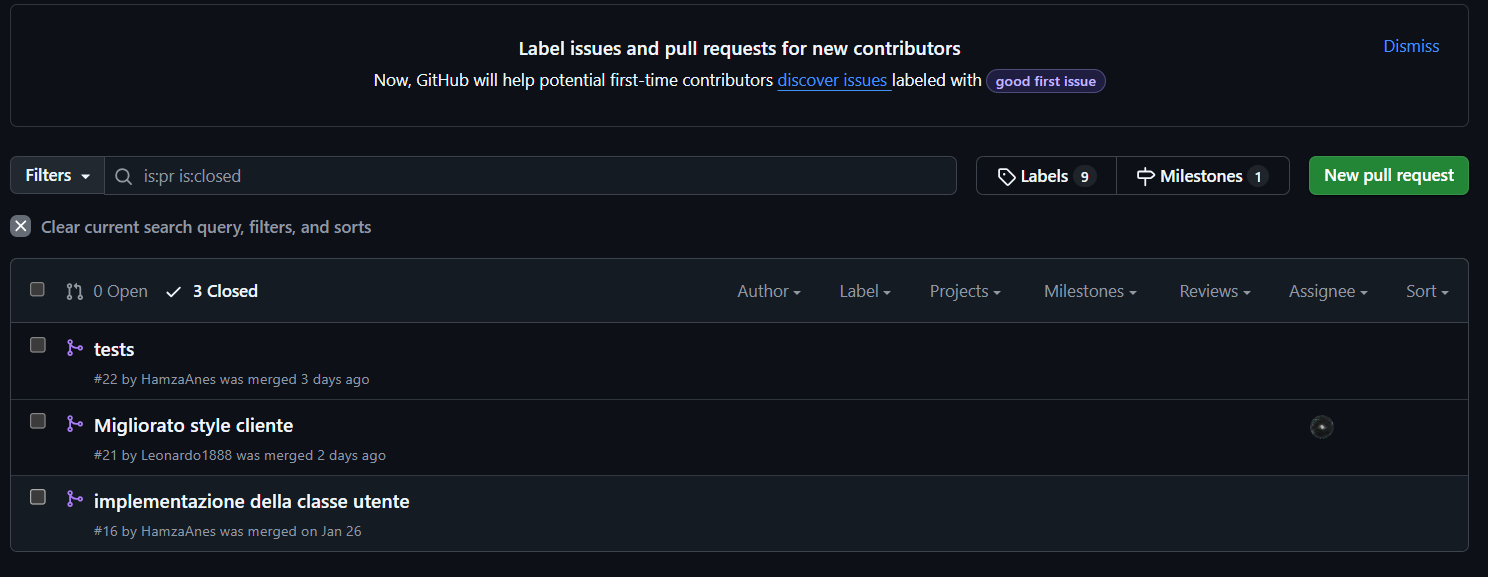 Label issues and pull requests for new contributors
Dismiss
Now, GitHub will help potential first-time contributors discover issues labeled with good first issue
Filters
is:pr is:closed
Labels 9
Milestones 1
New pull request
Clear current search query, filters, and sorts
0 Open 3 Closed Author Label Projects Milestones Reviews Assignee Sort
tests
#22 by HamzaAnes was merged 3 days ago
Migliorato style cliente
#21 by Leonardo1888 was merged 2 days ago
implementazione della classe utente
#16 by HamzaAnes was merged on Jan 26